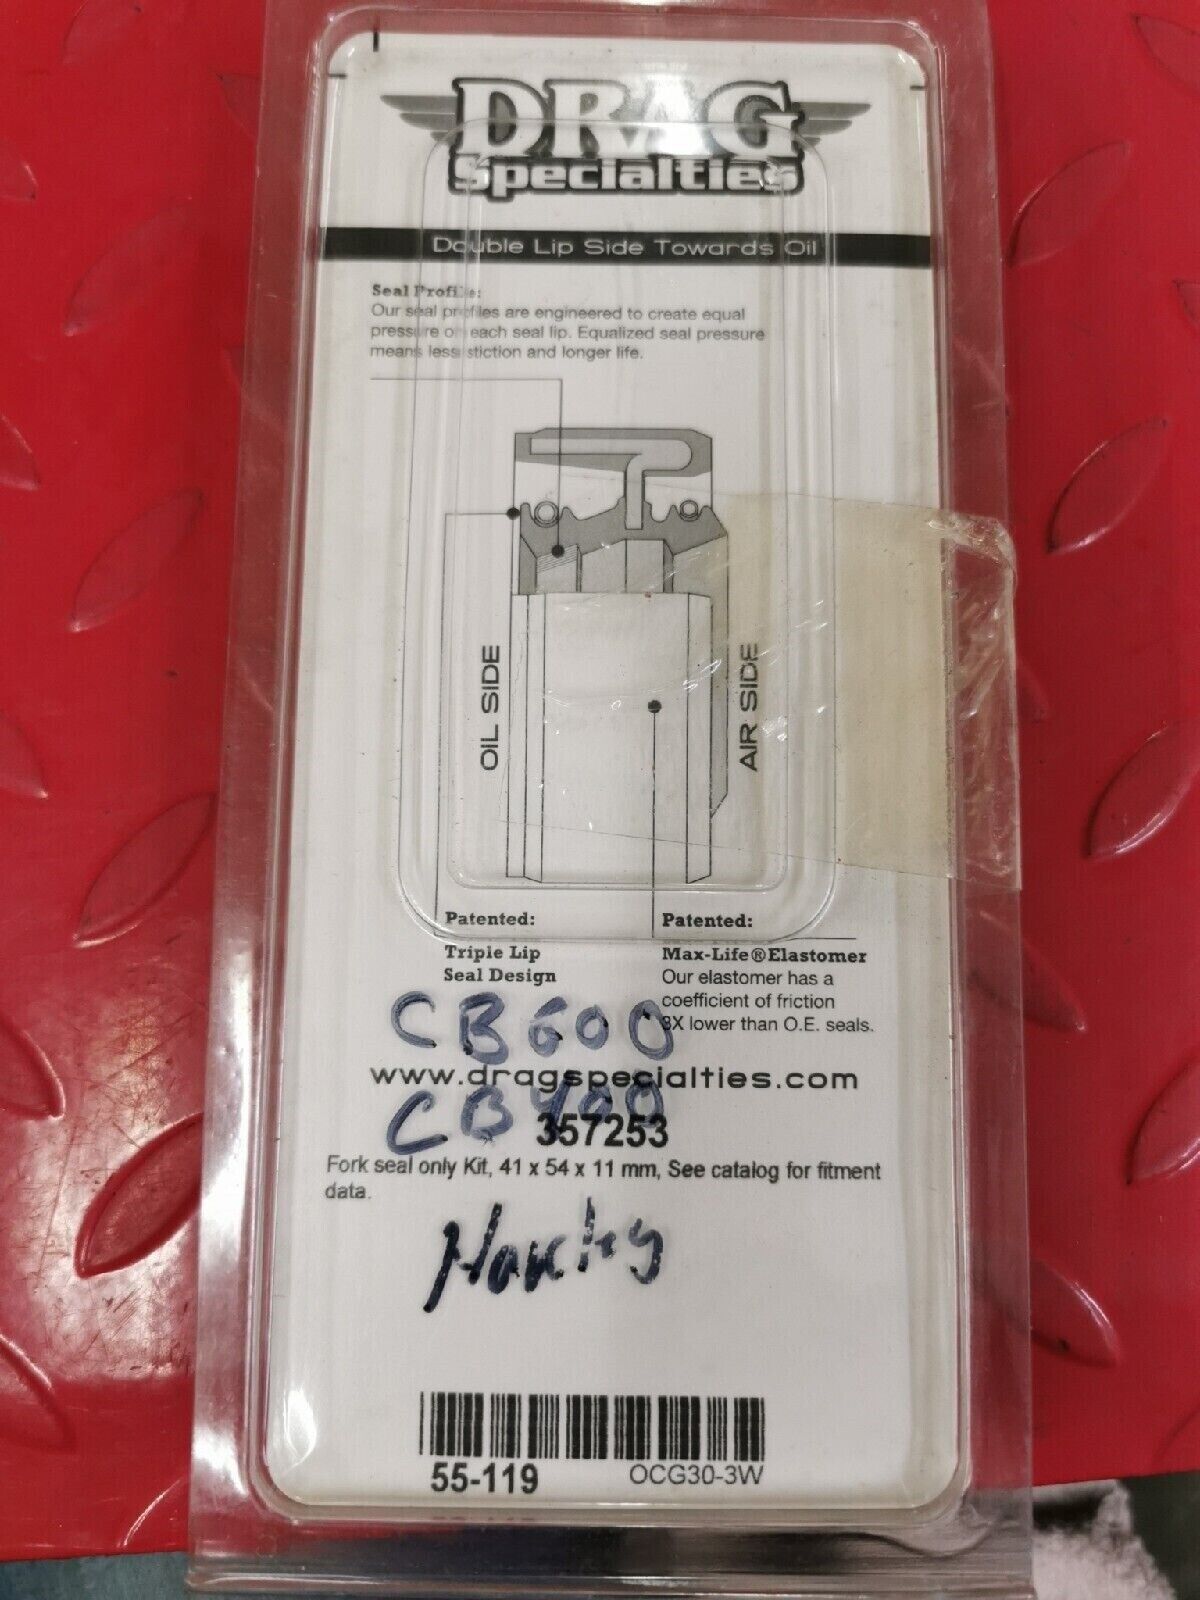 DRAG
Specialties
Double Lip Side Towards Oil
Seal Profile:
Our seal profiles are engineered to create equal
pressure on each seal lip. Equalized seal pressure
means less stiction and longer life.
OIL SIDE
AIR SIDE
Patented:
Triple Lip
Seal Design
Patented:
Max-Life®Elastomer
Our elastomer has a
coefficient of friction
3X lower than O.E. seals.
CB600
www.dragspecialties.com
CB400
357253
Fork seal only Kit, 41 x 54 x 11 mm, See catalog for fitment
data.
55-119
OCG30-3W